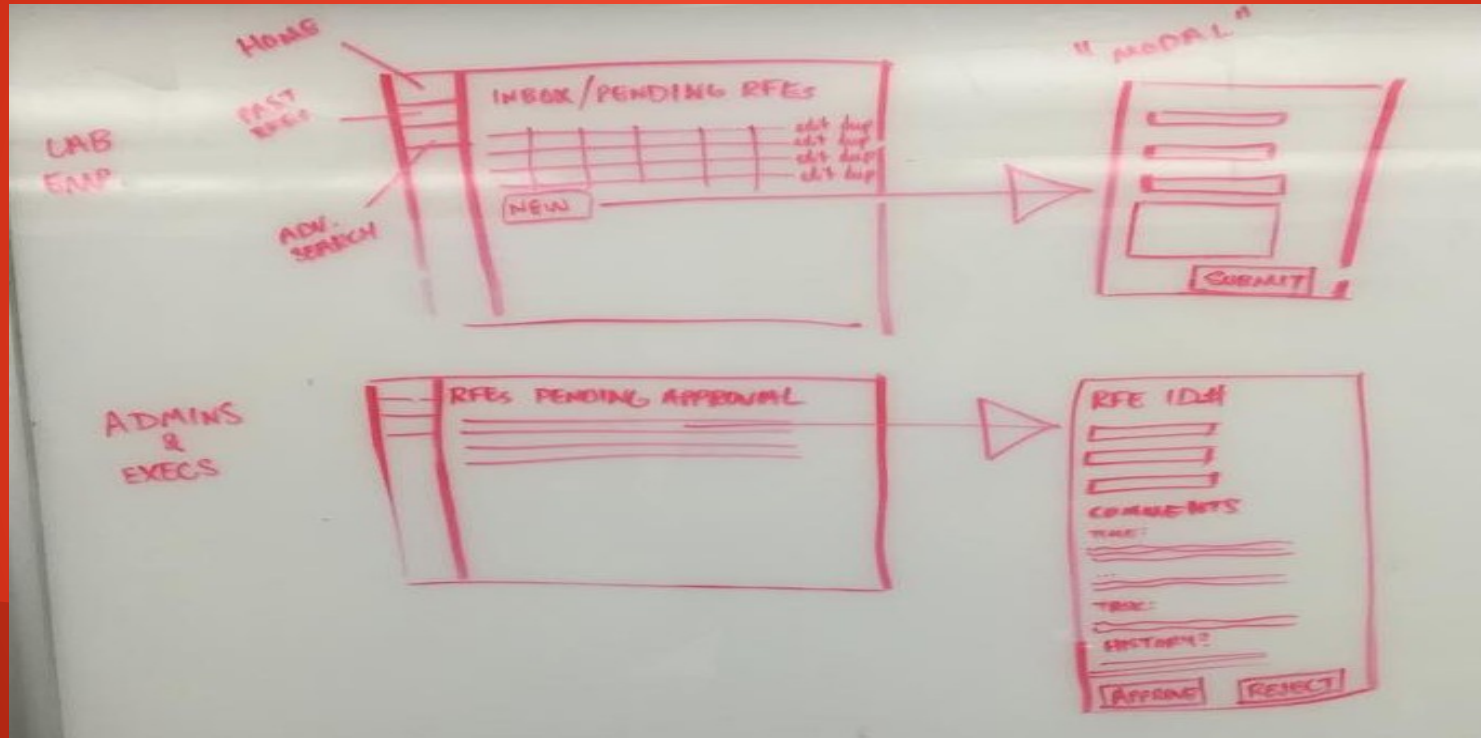 HOME
PAST
RFEs
ADV.
SEARCH
LAB
EMP.
INBOX/PENDING RFEs
edit dup
edit dup
edit dup
edit dup
NEW
"MODAL"
SUBMIT
ADMINS
&
EXECS
RFEs PENDING APPROVAL
RFE ID#
COMMENTS
TIME:
...
HISTORY?
APPROVE REJECT